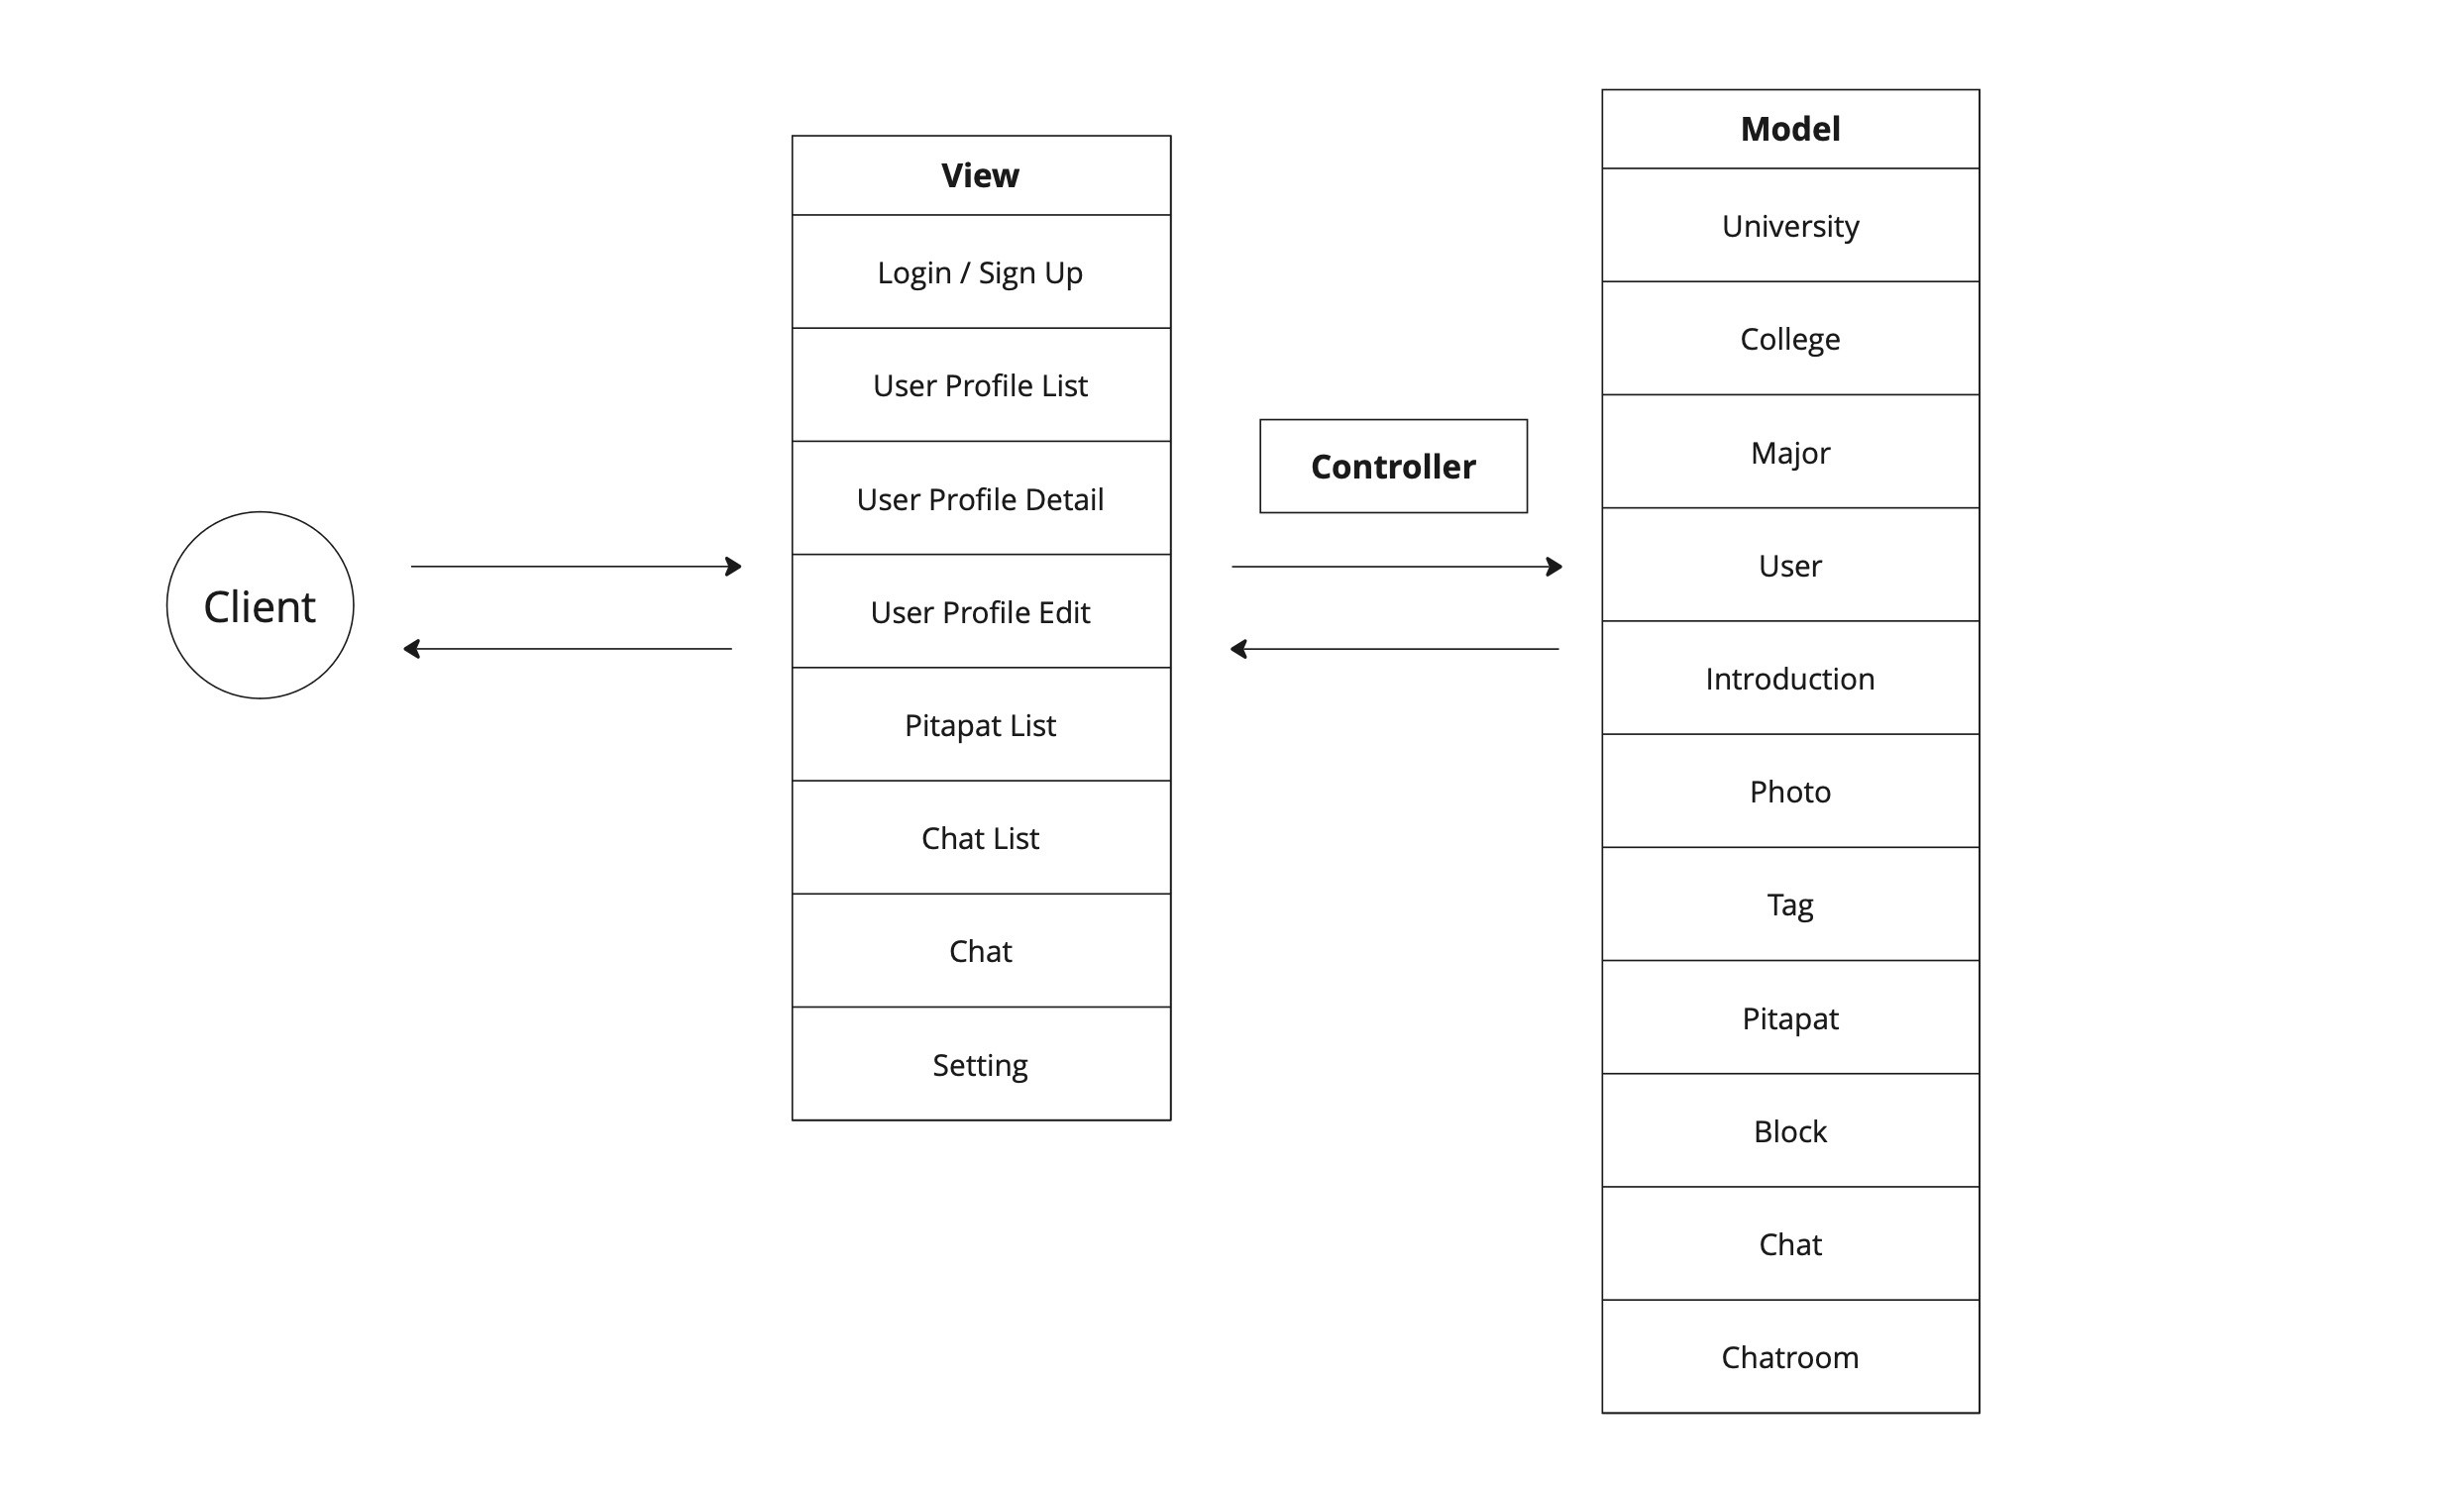 Client
View
Login / Sign Up
User Profile List
User Profile Detail
User Profile Edit
Pitapat List
Chat List
Chat
Setting
Controller
Model
University
College
Major
User
Introduction
Photo
Tag
Pitapat
Block
Chat
Chatroom